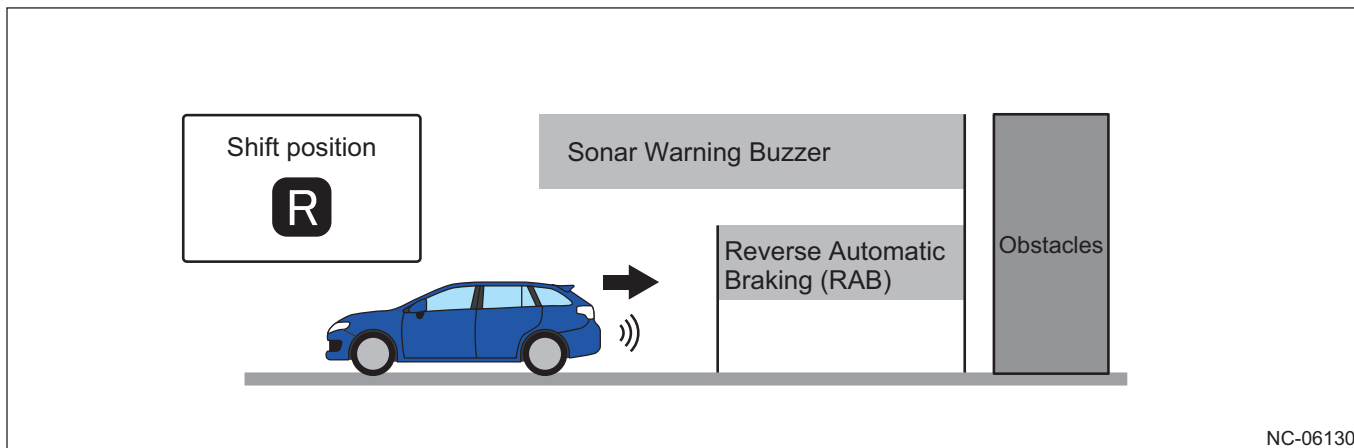 Shift position
R
Sonar Warning Buzzer
Reverse Automatic
Braking (RAB)
Obstacles
NC-06130